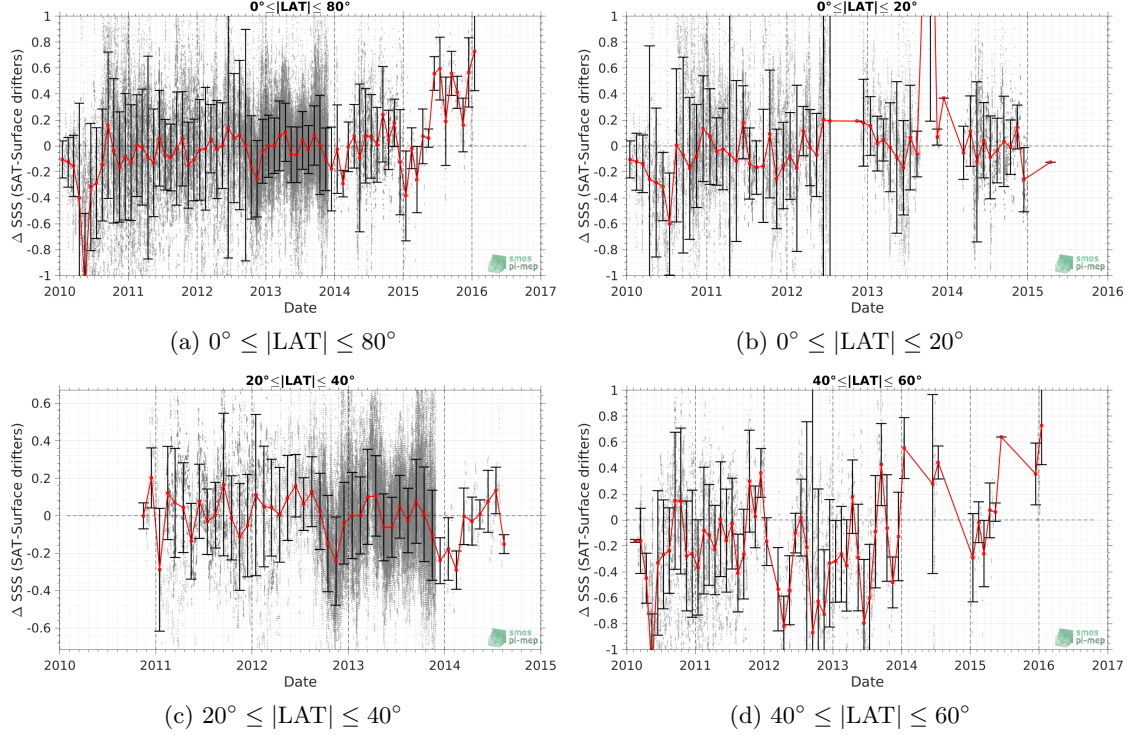 0°≤|LAT|≤ 80°
Δ SSS (SAT-Surface drifters)
1
0.8
0.6
0.4
0.2
0
-0.2
-0.4
-0.6
-0.8
-1
smos
pi-mep
2010 2011 2012 2013 2014 2015 2016 2017
Date
(a) 0° ≤ |LAT| ≤ 80°
0°≤|LAT|≤ 20°
Δ SSS (SAT-Surface drifters)
1
0.8
0.6
0.4
0.2
0
-0.2
-0.4
-0.6
-0.8
-1
smos
pi-mep
2010 2011 2012 2013 2014 2015 2016
Date
(b) 0° ≤ |LAT| ≤ 20°
20°≤|LAT|≤ 40°
Δ SSS (SAT-Surface drifters)
0.6
0.4
0.2
0
-0.2
-0.4
-0.6
smos
pi-mep
2010 2011 2012 2013 2014 2015
Date
(c) 20° ≤ |LAT| ≤ 40°
40°≤|LAT|≤ 60°
Δ SSS (SAT-Surface drifters)
1
0.8
0.6
0.4
0.2
0
-0.2
-0.4
-0.6
-0.8
-1
smos
pi-mep
2010 2011 2012 2013 2014 2015 2016 2017
Date
(d) 40° ≤ |LAT| ≤ 60°